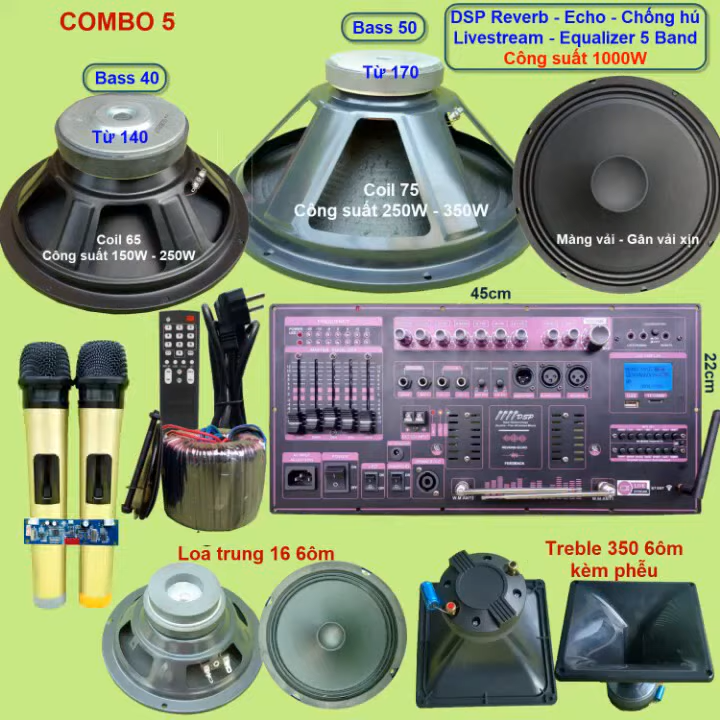 COMBO 5
Bass 40
Từ 140
Coil 65
Công suất 150W - 250W
Bass 50
Từ 170
Coil 75
Công suất 250W - 350W
DSP Reverb - Echo - Chống hú
Livestream - Equalizer 5 Band
Công suất 1000W
Màng vải - Gân vải xịn
45cm
22cm
DSP
FEEDBACK
Loa trung 16 6ôm
Treble 350 6ôm
kèm phễu